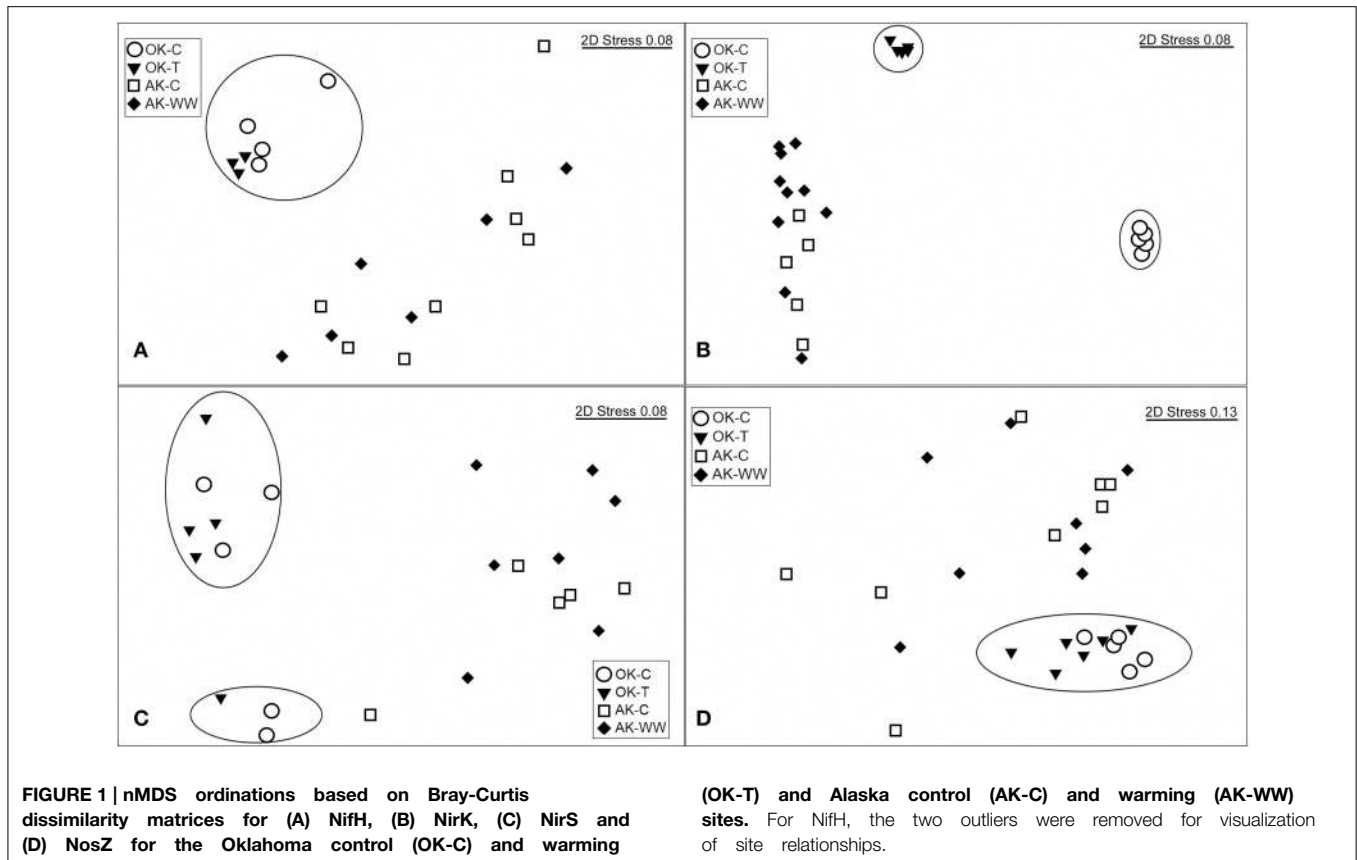 OK-C
OK-T
AK-C
AK-WW
2D Stress 0.08
A
OK-C
OK-T
AK-C
AK-WW
2D Stress 0.08
B
2D Stress 0.08
OK-C
OK-T
AK-C
AK-WW
C
OK-C
OK-T
AK-C
AK-WW
2D Stress 0.13
D
FIGURE 1 | nMDS ordinations based on Bray-Curtis
dissimilarity matrices for (A) NifH, (B) NirK, (C) NirS and
(D) NosZ for the Oklahoma control (OK-C) and warming
(OK-T) and Alaska control (AK-C) and warming (AK-WW)
sites. For NifH, the two outliers were removed for visualization
of site relationships.